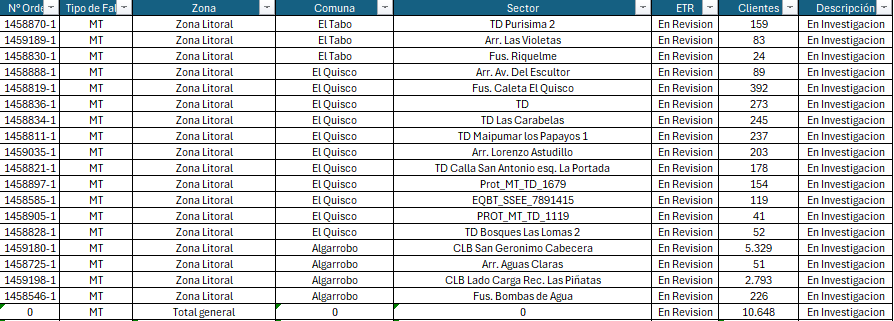 Nº Orde Tipo de Fal Zona Comuna Sector ETR Clientes Descripción
1458870-1 MT Zona Litoral El Tabo TD Purisima 2 En Revision 159 En Investigacion
1459189-1 MT Zona Litoral El Tabo Arr. Las Violetas En Revision 83 En Investigacion
1458830-1 MT Zona Litoral El Tabo Fus. Riquelme En Revision 24 En Investigacion
1458888-1 MT Zona Litoral El Quisco Arr. Av. Del Escultor En Revision 89 En Investigacion
1458819-1 MT Zona Litoral El Quisco Fus. Caleta El Quisco En Revision 392 En Investigacion
1458836-1 MT Zona Litoral El Quisco TD En Revision 273 En Investigacion
1458834-1 MT Zona Litoral El Quisco TD Las Carabelas En Revision 245 En Investigacion
1458811-1 MT Zona Litoral El Quisco TD Maipumar los Papayos 1 En Revision 237 En Investigacion
1459035-1 MT Zona Litoral El Quisco Arr. Lorenzo Astudillo En Revision 203 En Investigacion
1458821-1 MT Zona Litoral El Quisco TD Calla San Antonio esq. La Portada En Revision 178 En Investigacion
1458897-1 MT Zona Litoral El Quisco Prot_MT_TD_1679 En Revision 154 En Investigacion
1458585-1 MT Zona Litoral El Quisco EQBT_SSEE_7891415 En Revision 119 En Investigacion
1458905-1 MT Zona Litoral El Quisco PROT_MT_TD_1119 En Revision 41 En Investigacion
1458828-1 MT Zona Litoral El Quisco TD Bosques Las Lomas 2 En Revision 52 En Investigacion
1459180-1 MT Zona Litoral Algarrobo CLB San Geronimo Cabecera En Revision 5.329 En Investigacion
1458725-1 MT Zona Litoral Algarrobo Arr. Aguas Claras En Revision 51 En Investigacion
1459198-1 MT Zona Litoral Algarrobo CLB Lado Carga Rec. Las Piñatas En Revision 2.793 En Investigacion
1458546-1 MT Zona Litoral Algarrobo Fus. Bombas de Agua En Revision 226 En Investigacion
0 MT Total general 0 0 En Revision 10.648 En Investigacion